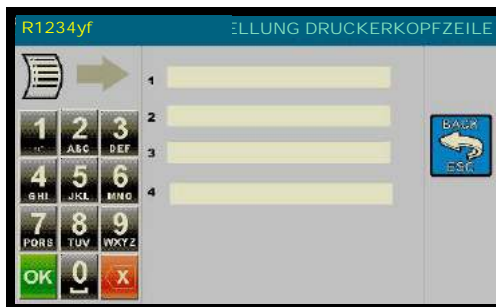 R1234yf ELLUNG DRUCKERKOPFZEILE
1
2
3
4
1 2 ABC 3 DEF
4 GHI 5 JKL 6 MNO
7 PQRS 8 TUV 9 WXYZ
OK 0 X
BACK
ESC